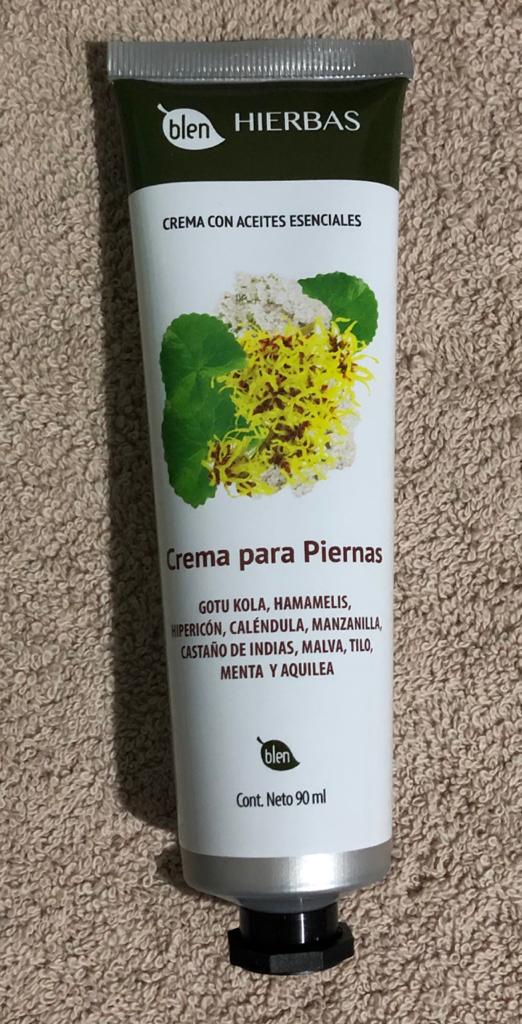 blen HIERBAS
CREMA CON ACEITES ESENCIALES
Crema para Piernas
GOTU KOLA, HAMAMELIS,
HIPERICÓN, CALÉNDULA, MANZANILLA,
CASTAÑO DE INDIAS, MALVA, TILO,
MENTA Y AQUILEA
blen
Cont. Neto 90 ml